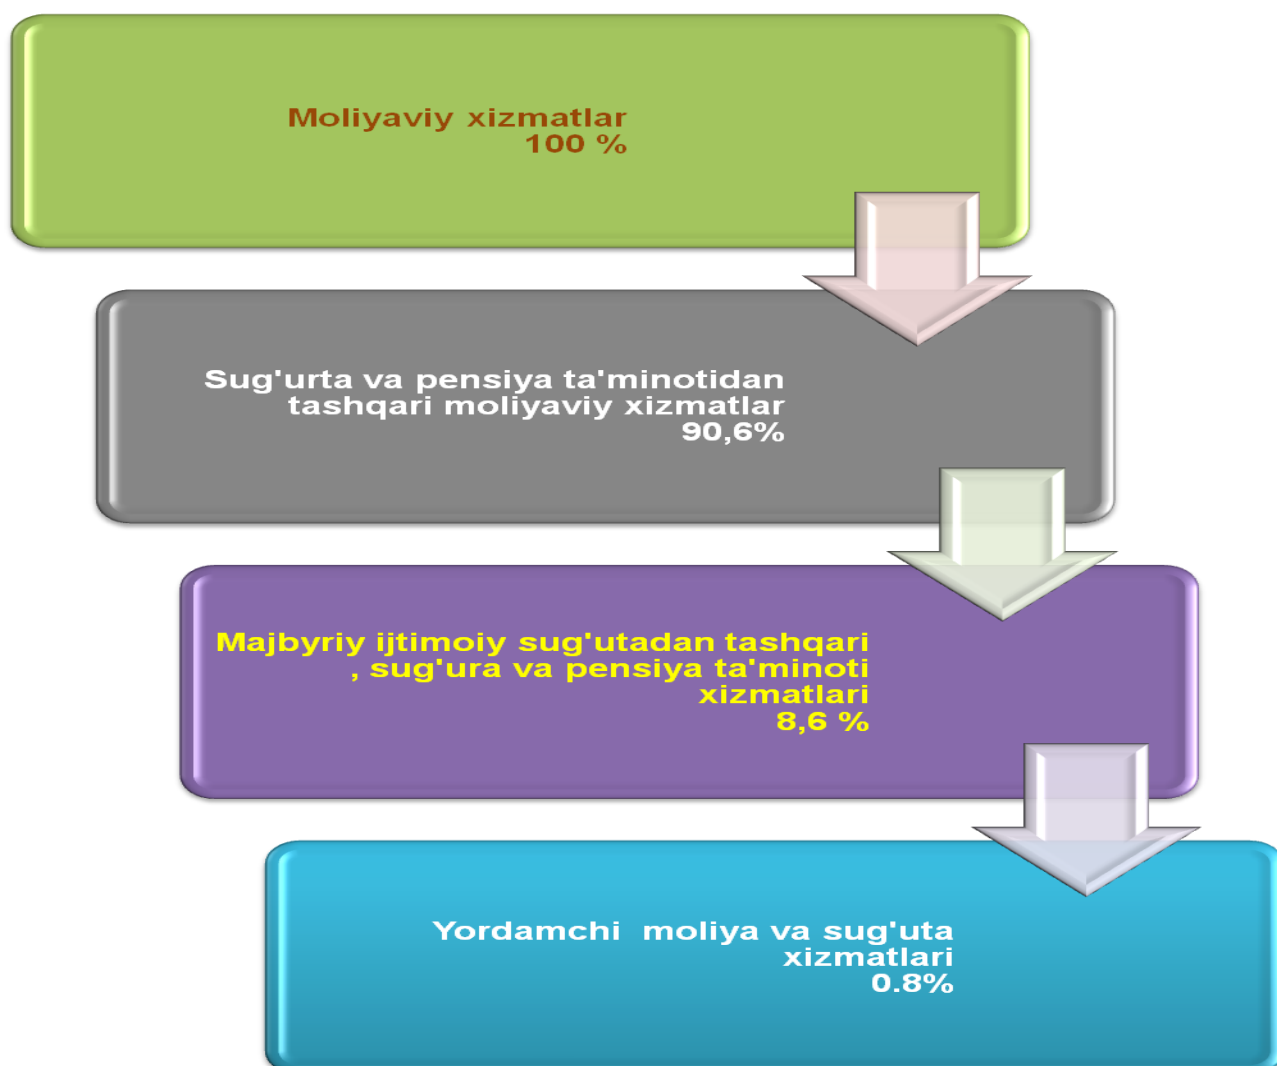 Moliyaviy xizmatlar
100 %
Sug'urta va pensiya ta'minotidan
tashqari moliyaviy xizmatlar
90,6%
Majbyriy ijtimoiy sug'utadan tashqari
, sug'ura va pensiya ta'minoti
xizmatlari
8,6 %
Yordamchi  moliya va sug'uta
xizmatlari
0.8%